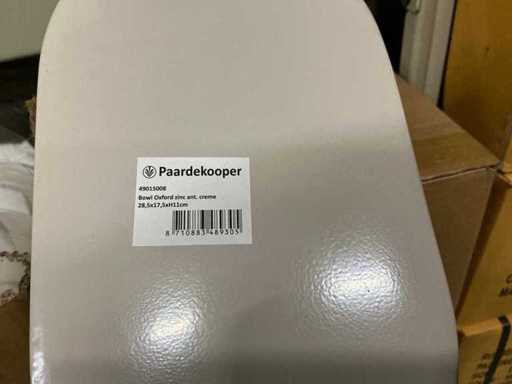 Paardekooper
49015008
Bowl Oxford zinc ant. creme
28,5x17,5xH11cm
8 710883 489305